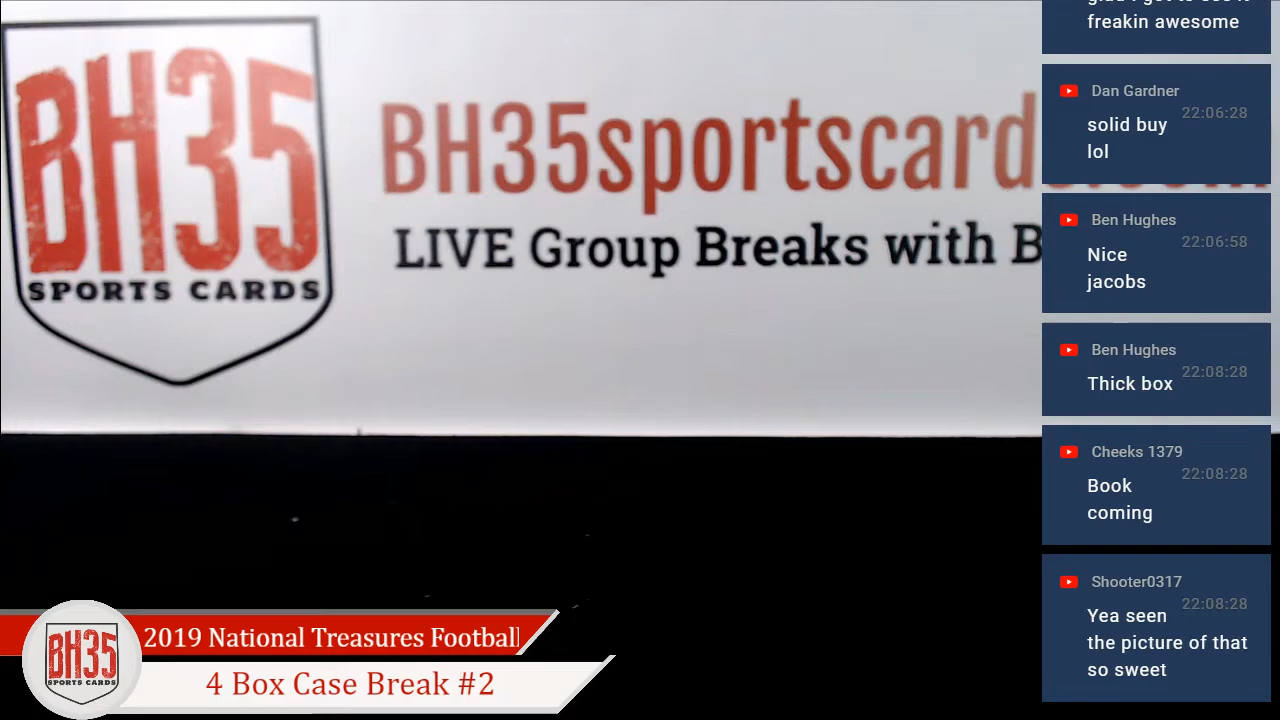 BH35
SPORTS CARDS
BH35sportscard
LIVE Group Breaks with B
freakin awesome
Dan Gardner
22:06:28
solid buy
lol
Ben Hughes
22:06:58
Nice
jacobs
Ben Hughes
22:08:28
Thick box
Cheeks 1379
22:08:28
Book
coming
Shooter0317
22:08:28
Yea seen
the picture of that
so sweet
BH35
SPORTS CARDS
2019 National Treasures Football
4 Box Case Break #2